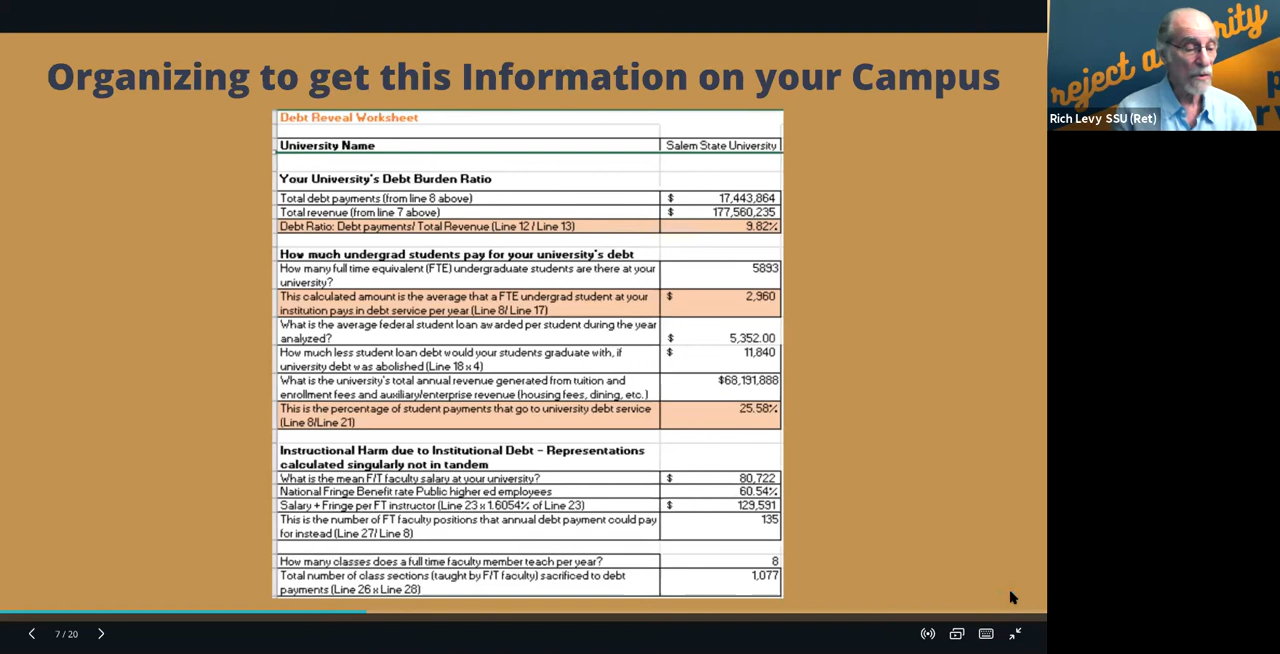 Organizing to get this Information on your Campus
Debt Reveal Worksheet
University Name Salem State University
Your University's Debt Burden Ratio
Total debt payments (from line 8 above) $ 17,443,864
Total revenue (from line 7 above) $ 177,560,235
Debt Ratio: Debt payments/ Total Revenue (Line 12 / Line 13) 9.82%
How much undergrad students pay for your university's debt
How many full time equivalent (FTE) undergraduate students are there at your 5893
university?
This calculated amount is the average that a FTE undergrad student at your $ 2,960
institution pays in debt service per year (Line 8/ Line 17)
What is the average federal student loan awarded per student during the year
analyzed? $ 5,352.00
How much less student loan debt would your students graduate with, if $ 11,840
university debt was abolished (Line 18 x 4)
What is the university's total annual revenue generated from tuition and $68,191,888
enrollment fees and auxiliary/enterprise revenue (housing fees, dining, etc.)
This is the percentage of student payments that go to university debt service 25.58%
(Line 8/Line 21)
Instructional Harm due to Institutional Debt - Representations
calculated singularly not in tandem
What is the mean F/T faculty salary at your university? $ 80,722
National Fringe Benefit rate Public higher ed employees 60.54%
Salary + Fringe per FT instructor (Line 23 x 1.6054% of Line 23) $ 129,591
This is the number of FT faculty positions that annual debt payment could pay 135
for instead (Line 27/ Line 8)
How many classes does a full time faculty member teach per year? 8
Total number of class sections (taught by F/T faculty) sacrificed to debt 1,077
payments (Line 26 x Line 28)
7 / 20
reject a
Rich Levy SSU (Ret)